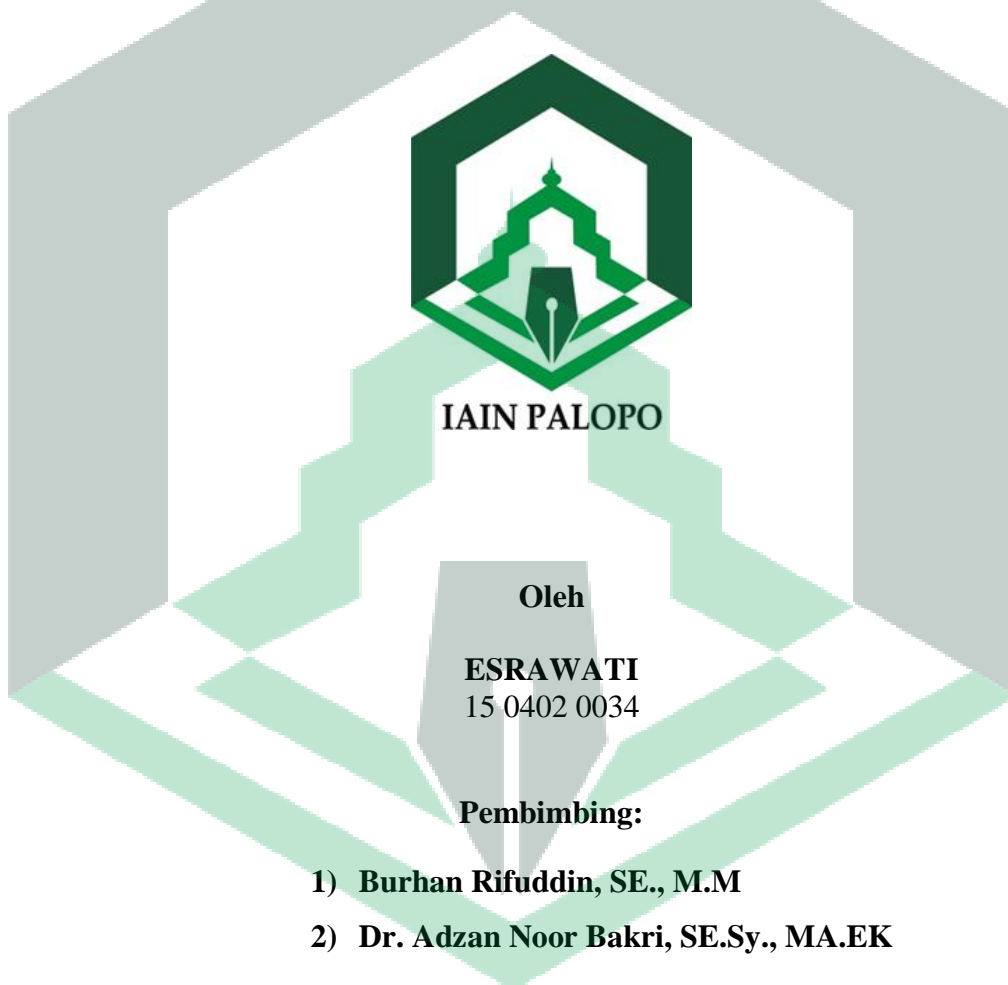 IAIN PALOPO
Oleh
ESRAWATI
15 0402 0034
Pembimbing:
1) Burhan Rifuddin, SE., M.M
2) Dr. Adzan Noor Bakri, SE.Sy., MA.EK